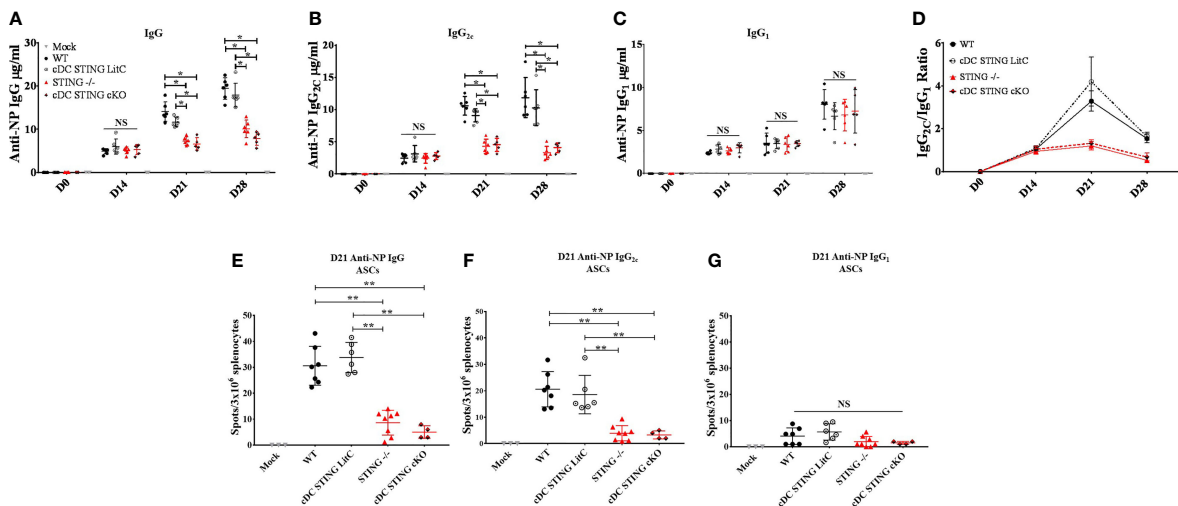 A
IgG
Anti-NP IgG µg/ml
30
20
10
5
0
Mock
WT
cDC STING LitC
STING -/-
cDC STING cKO
NS
* * * *
* * * *
D0 D14 D21 D28
B
IgG2c
Anti-NP IgG2C µg/ml
20
15
10
5
0
NS
* * * *
* * * *
D0 D14 D21 D28
C
IgG1
Anti-NP IgG1 µg/ml
15
10
5
0
NS NS NS
D0 D14 D21 D28
D
IgG2C/IgG1 Ratio
6
4
2
0
WT
cDC STING LitC
STING -/-
cDC STING cKO
D0 D14 D21 D28
E
D21 Anti-NP IgG
ASCs
Spots/3x10⁶ splenocytes
50
40
30
20
10
0
**
**
**
**
Mock WT cDC STING LitC STING -/- cDC STING cKO
F
D21 Anti-NP IgG2c
ASCs
Spots/3x10⁶ splenocytes
50
40
30
20
10
0
**
**
**
**
Mock WT cDC STING LitC STING -/- cDC STING cKO
G
D21 Anti-NP IgG1
ASCs
Spots/3x10⁶ splenocytes
50
40
30
20
10
0
NS
Mock WT cDC STING LitC STING -/- cDC STING cKO